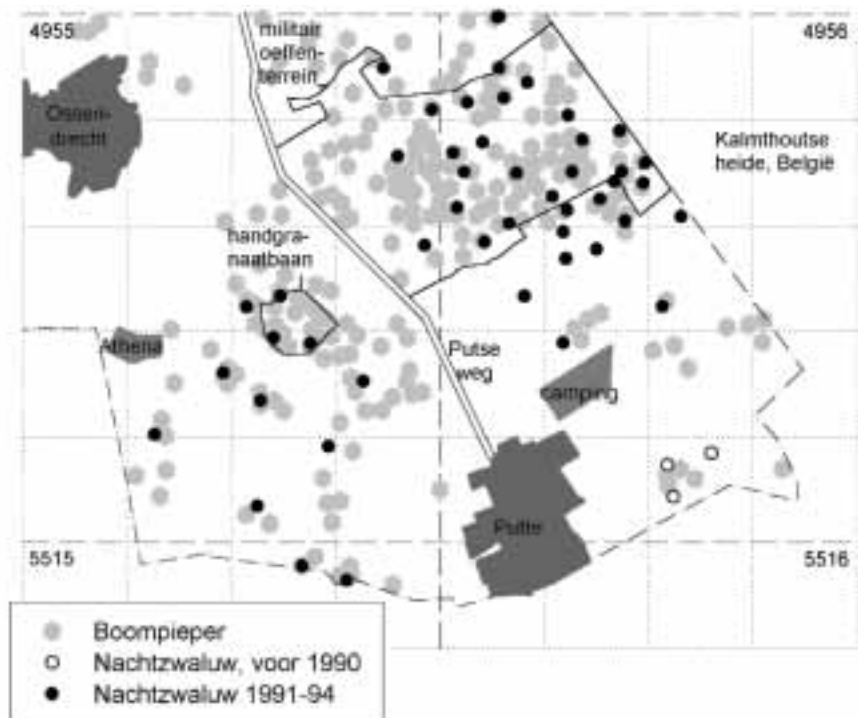 4955
militair
oeffen-
terrein
4956
Ossen-
drecht
Kalmthoutse
heide, België
handgra-
naatbaan
Athena
Putse
weg
camping
Putte
5515
5516
Boompieper
Nachtzwaluw, voor 1990
Nachtzwaluw 1991-94